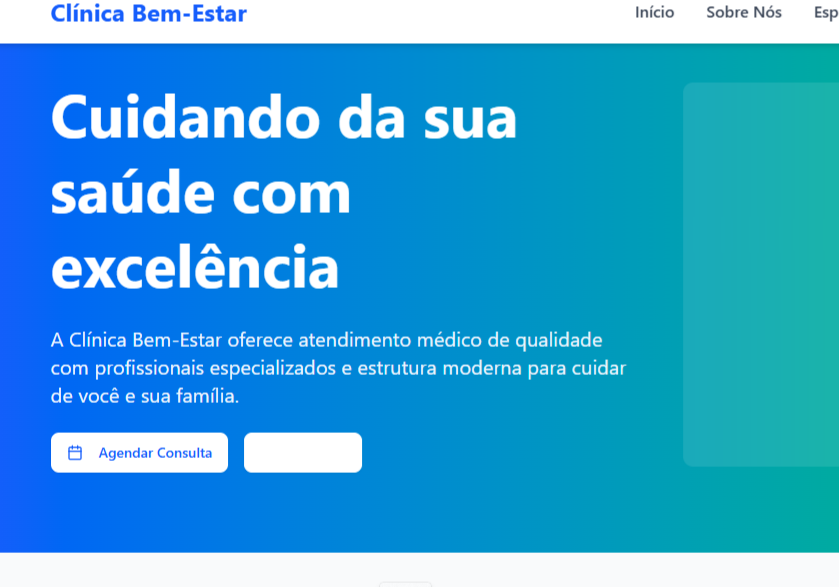 Clínica Bem-Estar
Início Sobre Nós Esp
Cuidando da sua
saúde com
excelência
A Clínica Bem-Estar oferece atendimento médico de qualidade
com profissionais especializados e estrutura moderna para cuidar
de você e sua família.
Agendar Consulta